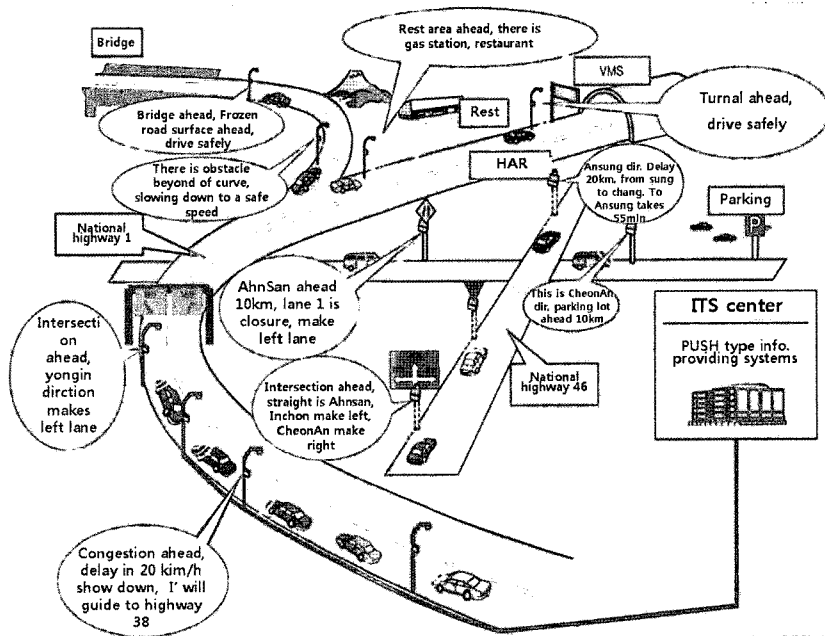 Bridge
Rest area ahead, there is
gas station, restaurant
VMS
Turnal ahead,
drive safely
Bridge ahead, Frozen
road surface ahead,
drive safely
Rest
There is obstacle
beyond of curve,
slowing down to a safe
speed
HAR
Ansung dir. Delay
20km, from sung
to chang. To
Ansung takes
55min
Parking
P
National
highway 1
AhnSan ahead
10km, lane 1 is
closure, make
left lane
This is CheonAn
dir, parking lot
ahead 10km
ITS center
PUSH type info.
providing systems
Intersecti
on ahead,
yongin
dirction
makes
left lane
Intersection ahead,
straight is Ahnsan,
Inchon make left,
CheonAn make
right
National
highway 46
Congestion ahead,
delay in 20 kim/h
show down, I' will
guide to highway
38